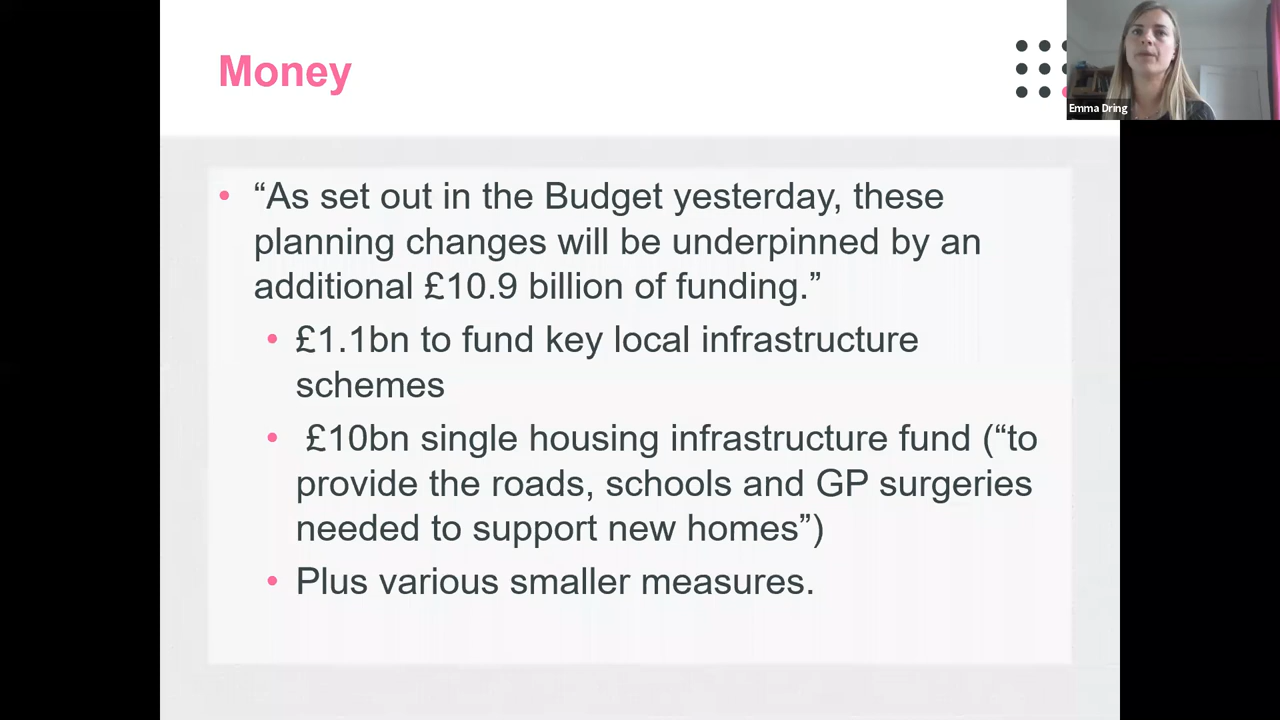 Money
Emma Dring
• “As set out in the Budget yesterday, these
planning changes will be underpinned by an
additional £10.9 billion of funding.”
• £1.1bn to fund key local infrastructure
schemes
• £10bn single housing infrastructure fund (“to
provide the roads, schools and GP surgeries
needed to support new homes”)
• Plus various smaller measures.